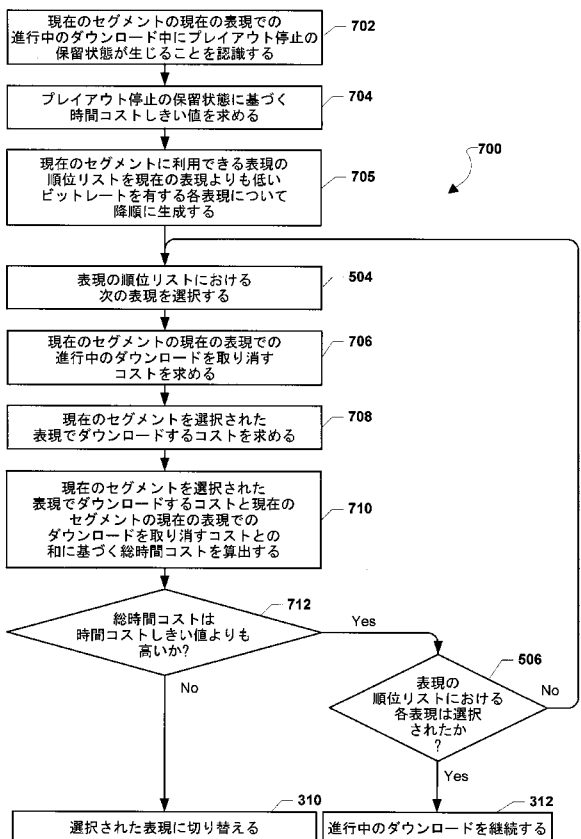 現在のセグメントの現在の表現での
進行中のダウンロード中にプレイアウト停止の
保留状態が生じることを認識する
702
プレイアウト停止の保留状態に基づく
時間コストしきい値を求める
704
現在のセグメントに利用できる表現の
順位リストを現在の表現よりも低い
ビットレートを有する各表現について
降順に生成する
705
700
表現の順位リストにおける
次の表現を選択する
504
現在のセグメントの現在の表現での
進行中のダウンロードを取り消す
コストを求める
706
現在のセグメントを選択された
表現でダウンロードするコストを求める
708
現在のセグメントを選択された
表現でダウンロードするコストと現在の
セグメントの現在の表現での
ダウンロードを取り消すコストとの
和に基づく総時間コストを算出する
710
総時間コストは
時間コストしきい値よりも
高いか?
712
Yes
No
表現の
順位リストにおける
各表現は選択
されたか
?
506
No
Yes
選択された表現に切り替える
310
進行中のダウンロードを継続する
312